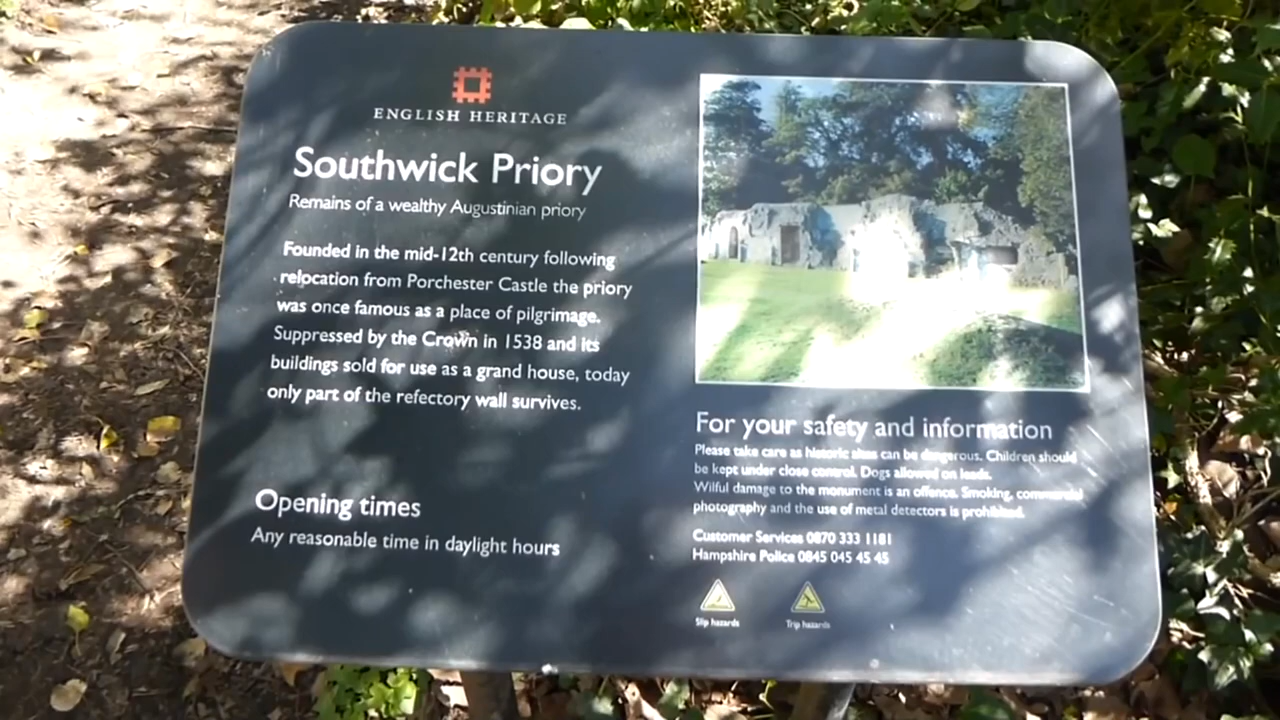 ENGLISH HERITAGE
Southwick Priory
Remains of a wealthy Augustinian priory
Founded in the mid-12th century following
relocation from Porchester Castle the priory
was once famous as a place of pilgrimage.
Suppressed by the Crown in 1538 and its
buildings sold for use as a grand house, today
only part of the refectory wall survives.
Opening times
Any reasonable time in daylight hours
For your safety and information
Please take care as historic sites can be dangerous. Children should
be kept under close control. Dogs allowed on leads.
Wilful damage to the monument is an offence. Smoking, commercial
photography and the use of metal detectors is prohibited.
Customer Services 0870 333 1181
Hampshire Police 0845 045 45 45
Slip hazards
Trip hazards